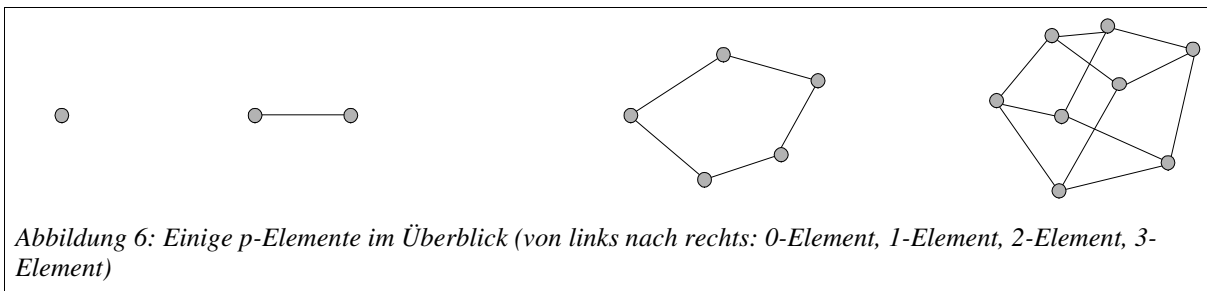 Abbildung 6: Einige p-Elemente im Überblick (von links nach rechts: 0-Element, 1-Element, 2-Element, 3-
Element)